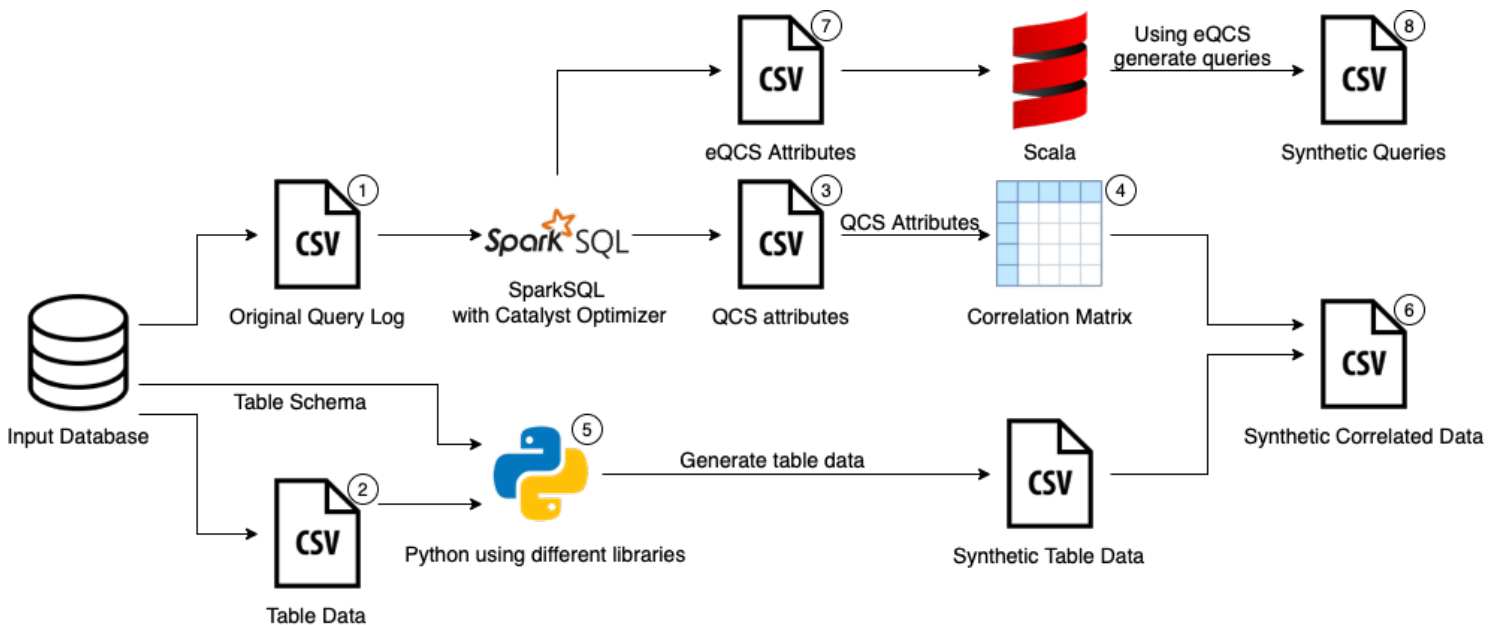 7
CSV
eQCS Attributes
Scala
Using eQCS
generate queries
8
CSV
Synthetic Queries
1
CSV
Original Query Log
Spark SQL
SparkSQL
with Catalyst Optimizer
3
CSV
QCS attributes
QCS Attributes
4
Correlation Matrix
6
CSV
Synthetic Correlated Data
Input Database
Table Schema
2
CSV
Table Data
5
Python using different libraries
Generate table data
CSV
Synthetic Table Data